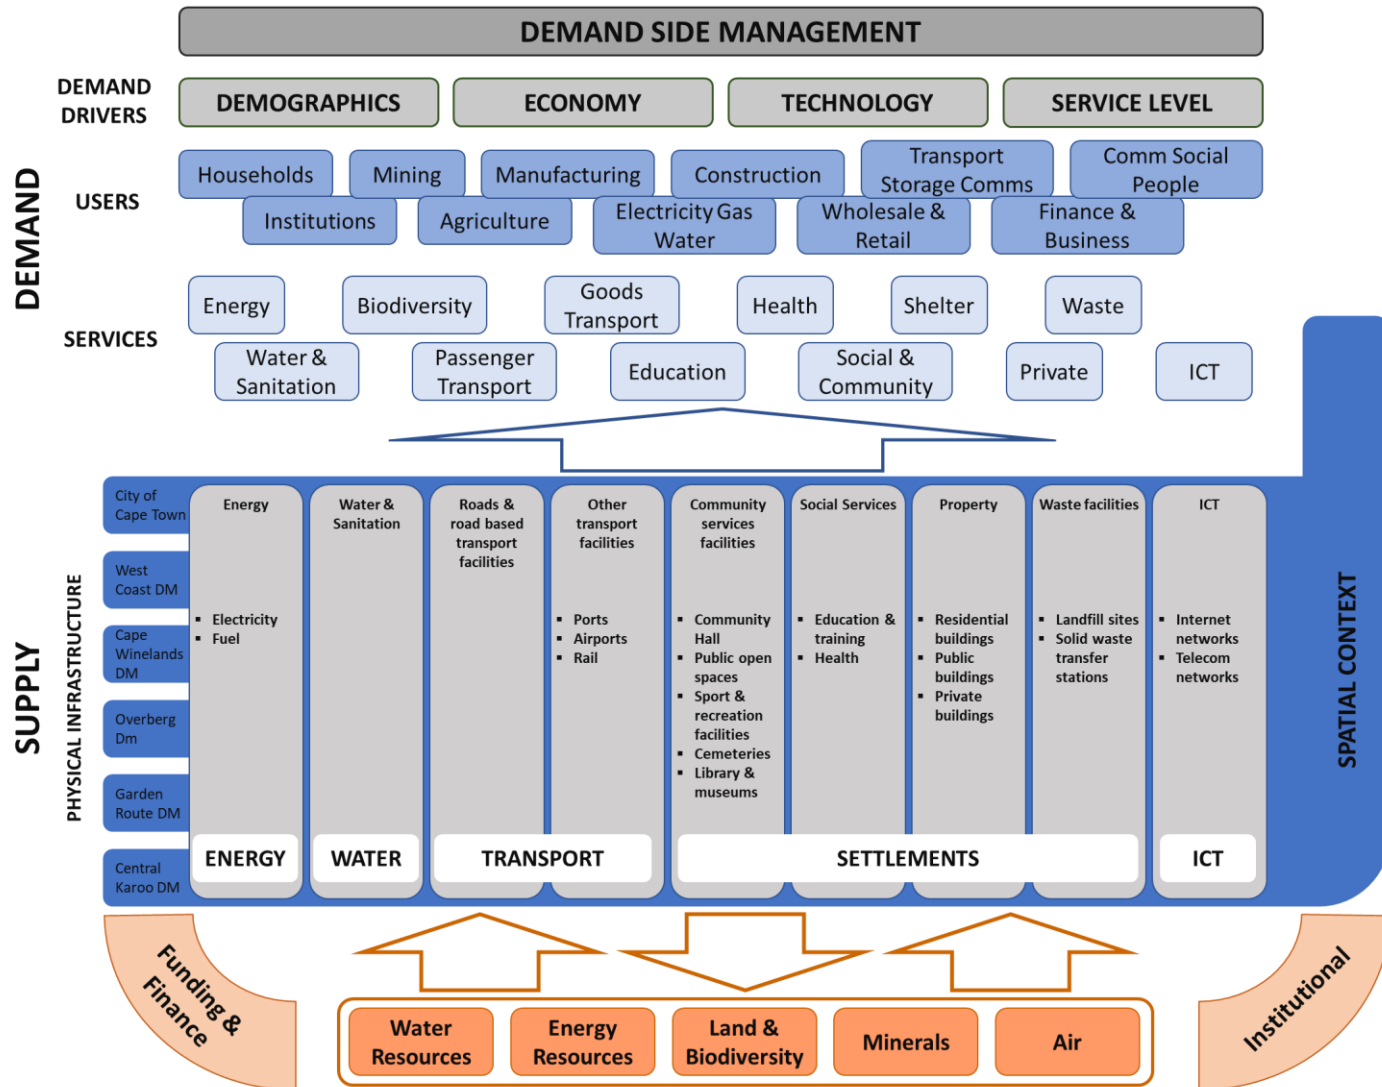 DEMAND SIDE MANAGEMENT
DEMAND
DRIVERS
DEMOGRAPHICS
ECONOMY
TECHNOLOGY
SERVICE LEVEL
DEMAND
USERS
Households
Mining
Manufacturing
Construction
Transport
Storage Comms
Comm Social
People
Institutions
Agriculture
Electricity Gas
Water
Wholesale &
Retail
Finance &
Business
SERVICES
Energy
Biodiversity
Goods
Transport
Health
Shelter
Waste
Water &
Sanitation
Passenger
Transport
Education
Social &
Community
Private
ICT
SUPPLY
PHYSICAL INFRASTRUCTURE
City of
Cape Town
West
Coast DM
Cape
Winelands
DM
Overberg
Dm
Garden
Route DM
Central
Karoo DM
Energy
▪ Electricity
▪ Fuel
Water &
Sanitation
Roads &
road based
transport
facilities
Other
transport
facilities
▪ Ports
▪ Airports
▪ Rail
Community
services
facilities
▪ Community
Hall
▪ Public open
spaces
▪ Sport &
recreation
facilities
▪ Cemeteries
▪ Library &
museums
Social Services
▪ Education &
training
▪ Health
Property
▪ Residential
buildings
▪ Public
buildings
▪ Private
buildings
Waste facilities
▪ Landfill sites
▪ Solid waste
transfer
stations
ICT
▪ Internet
networks
▪ Telecom
networks
ENERGY
WATER
TRANSPORT
SETTLEMENTS
ICT
SPATIAL CONTEXT
Funding &
Finance
Institutional
Water
Resources
Energy
Resources
Land &
Biodiversity
Minerals
Air